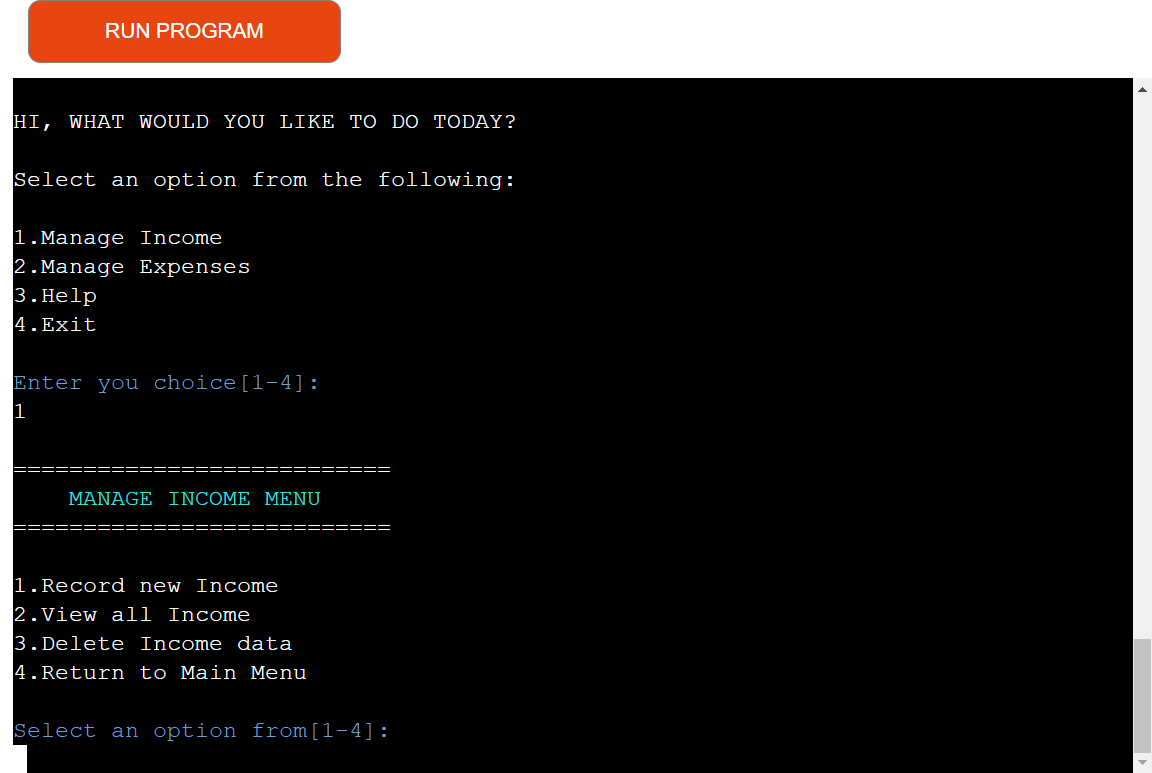 RUN PROGRAM
HI, WHAT WOULD YOU LIKE TO DO TODAY?
Select an option from the following:
1.Manage Income
2.Manage Expenses
3.Help
4.Exit
Enter you choice[1-4]:
1
===========================
MANAGE INCOME MENU
===========================
1.Record new Income
2.View all Income
3.Delete Income data
4.Return to Main Menu
Select an option from[1-4]: